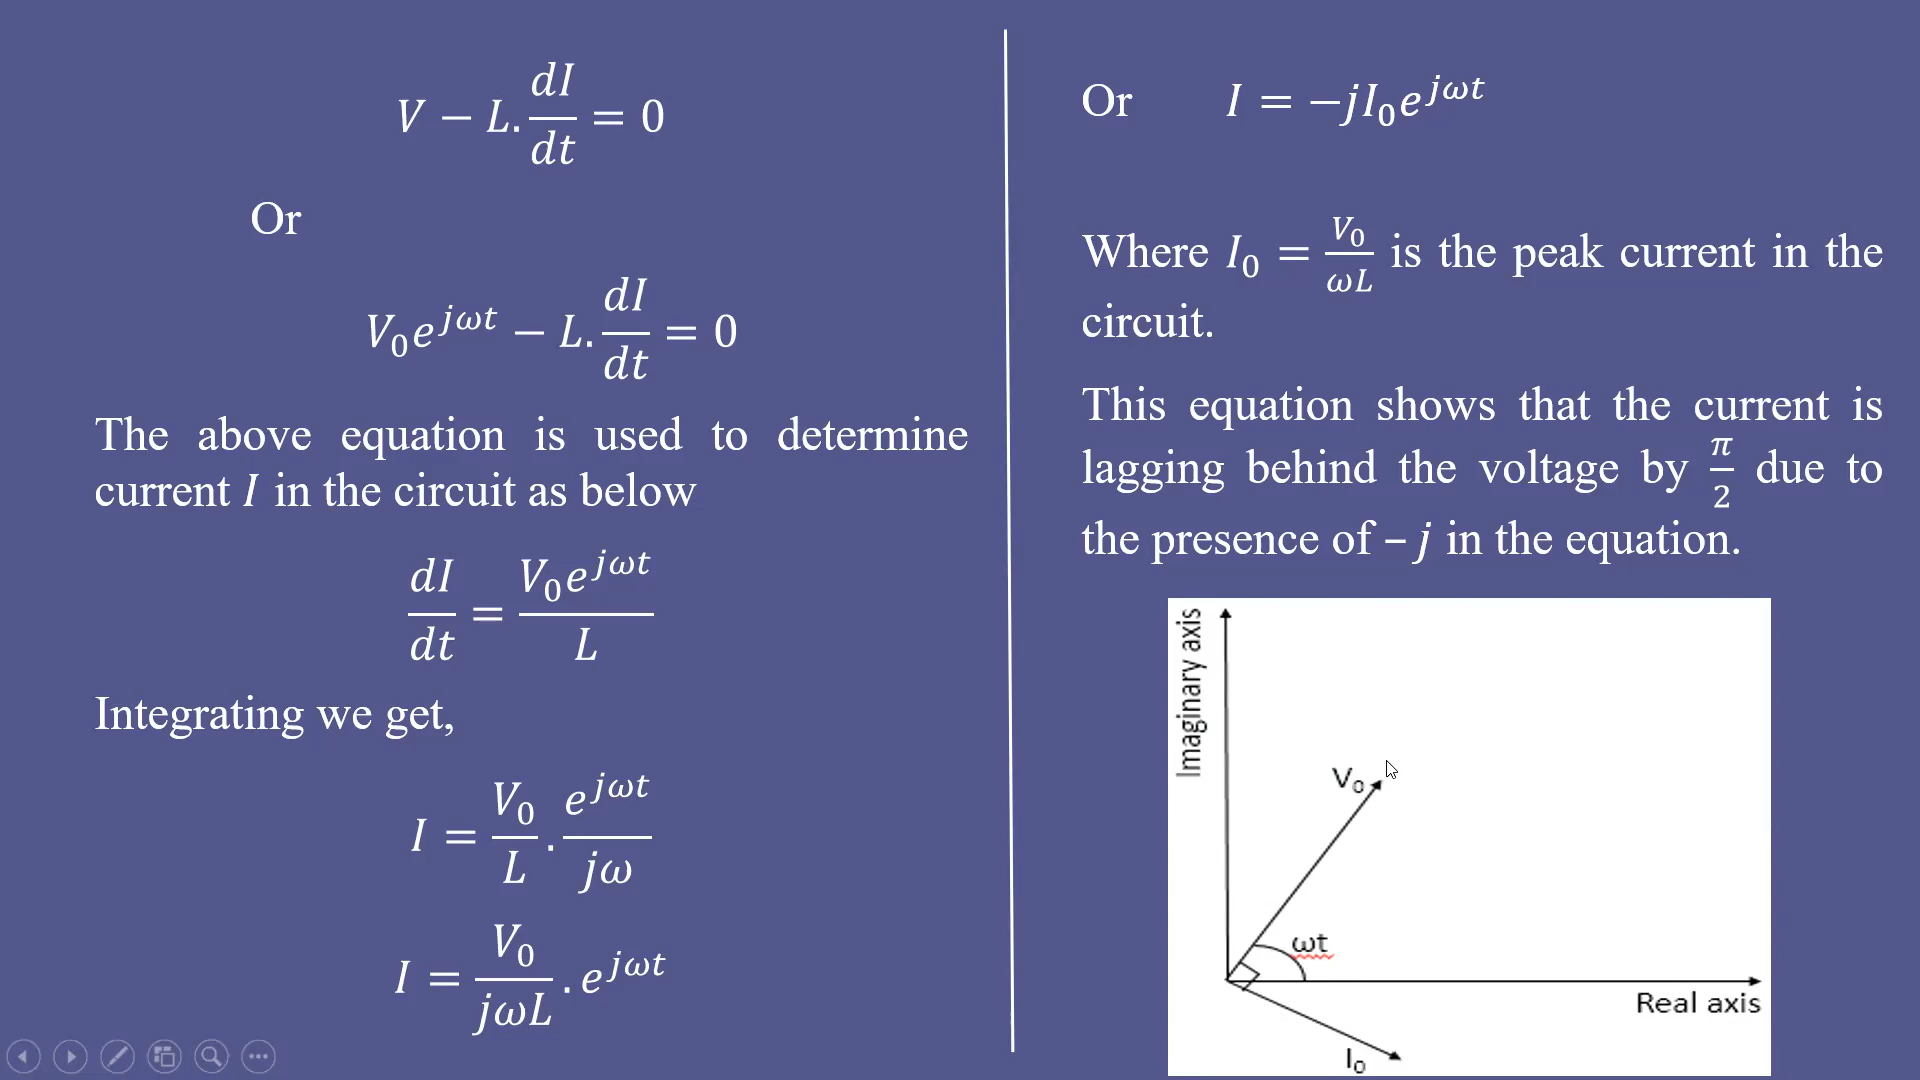 V − L. dI/dt = 0
Or
V₀e^{jωt} − L. dI/dt = 0
The above equation is used to determine
current I in the circuit as below
dI/dt = V₀e^{jωt}/L
Integrating we get,
I = V₀/L . e^{jωt}/jω
I = V₀/jωL . e^{jωt}
Or I = −jI₀e^{jωt}
Where I₀ = V₀/ωL is the peak current in the
circuit.
This equation shows that the current is
lagging behind the voltage by π/2 due to
the presence of – j in the equation.
Imaginary axis
V₀
ωt
Real axis
I₀